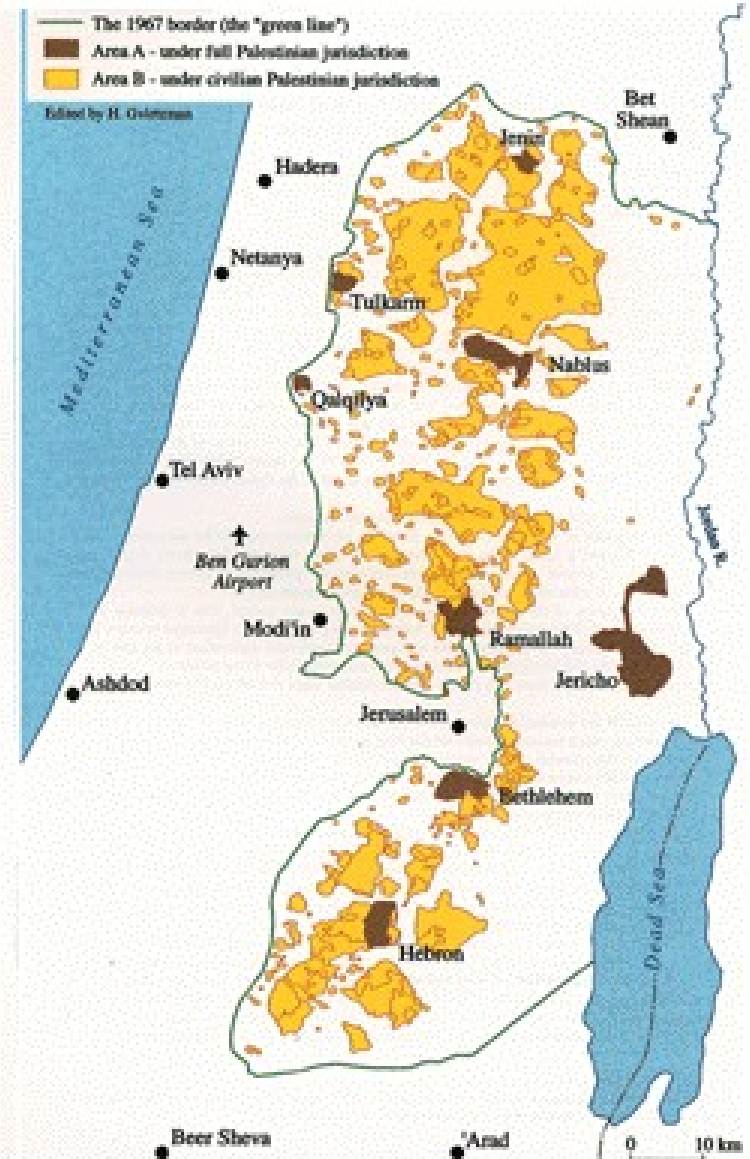 The 1967 border (the "green line")
Area A - under full Palestinian jurisdiction
Area B - under civilian Palestinian jurisdiction
Edited by H. Gvirtzman
Bet
Shean
Jenin
Hadera
Mediterranean Sea
Netanya
Tulkarm
Nablus
Qalqilya
Tel Aviv
Jordan R.
Ben Gurion
Airport
Modi'in
Ramallah
Jericho
Ashdod
Jerusalem
Bethlehem
Dead Sea
Hebron
Beer Sheva
'Arad
0 10 km